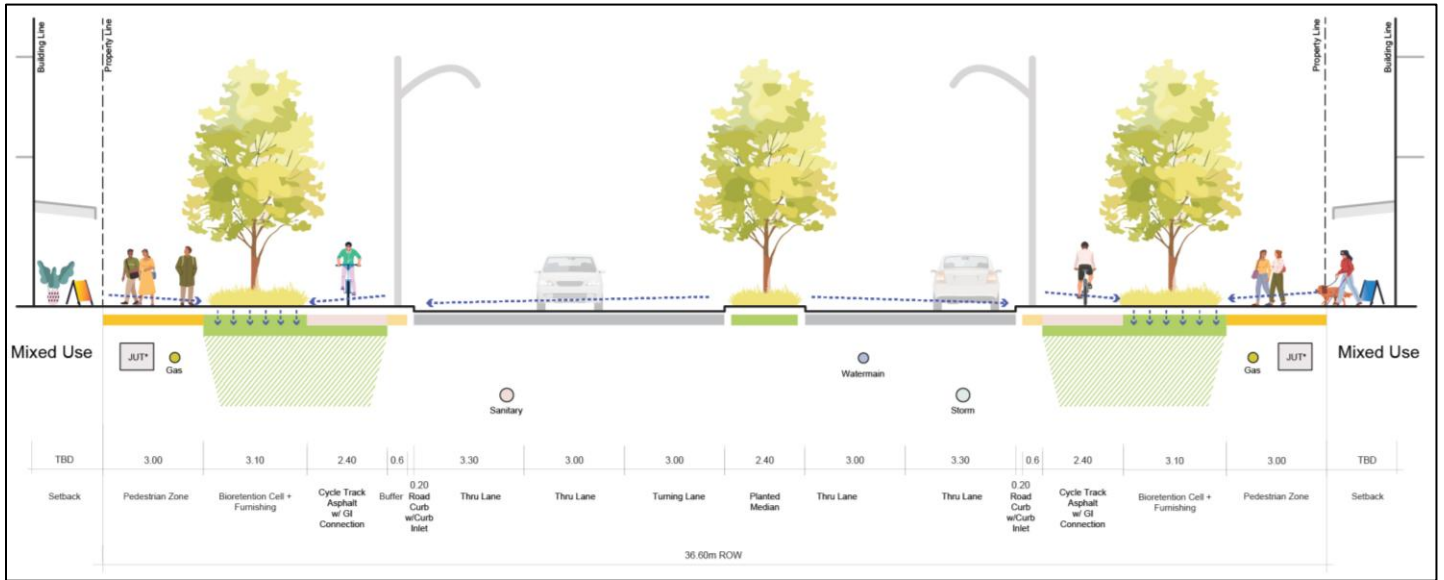 Building Line
Property Line
Property Line
Building Line
Mixed Use
JUT*
Gas
Sanitary
Watermain
Storm
Gas
JUT*
Mixed Use
TBD
3.00
3.10
2.40
0.6
3.30
3.00
3.00
2.40
3.00
3.30
0.6
2.40
3.10
3.00
TBD
Setback
Pedestrian Zone
Bioretention Cell +
Furnishing
Cycle Track
Asphalt
w/ GI
Connection
Buffer
0.20
Road
Curb
w/Curb
Inlet
Thru Lane
Thru Lane
Turning Lane
Planted
Median
Thru Lane
Thru Lane
0.20
Road
Curb
w/Curb
Inlet
Cycle Track
Asphalt
w/ GI
Connection
Bioretention Cell +
Furnishing
Pedestrian Zone
Setback
36.60m ROW